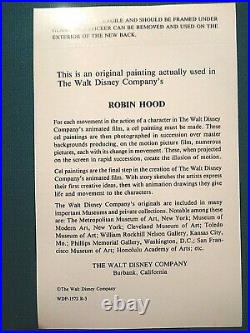 AGILE AND SHOULD BE FRAMED UNDER
TICKER CAN BE REMOVED AND USED ON THE
EXTERIOR OF THE NEW BACK.
This is an original painting actually used in
The Walt Disney Company's
ROBIN HOOD
For each movement in the action of a character in The Walt Disney
Company's animated film, a cel painting must be made. These
paintings are then photographed in succession over master
backgrounds producing, on the motion picture film, numerous
pictures, each with its change in movement. These, when projected
on the screen in rapid succession, create the illusion of motion.
Cel paintings are the final step in the creation of The Walt Disney
Company's animated film. With story sketches the artists express
their first creative ideas, then with animation drawings they give
life and movement to the characters.
The Walt Disney Company's originals are included in many
important Museums and private collections. Notable among these
are: The Metropolitan Museum of Art, New York; Museum of
Modern Art, New York; Cleveland Museum of Art; Toledo
Museum of Art; William Rockhill Nelson Gallery, Kansas City,
Mo.; Phillips Memorial Gallery, Washington, D.C.; San Fran-
cisco Museum of Art; Honolulu Academy of Arts; etc.
THE WALT DISNEY COMPANY
Burbank, California
©The Walt Disney Company
WDP-1973 R-3